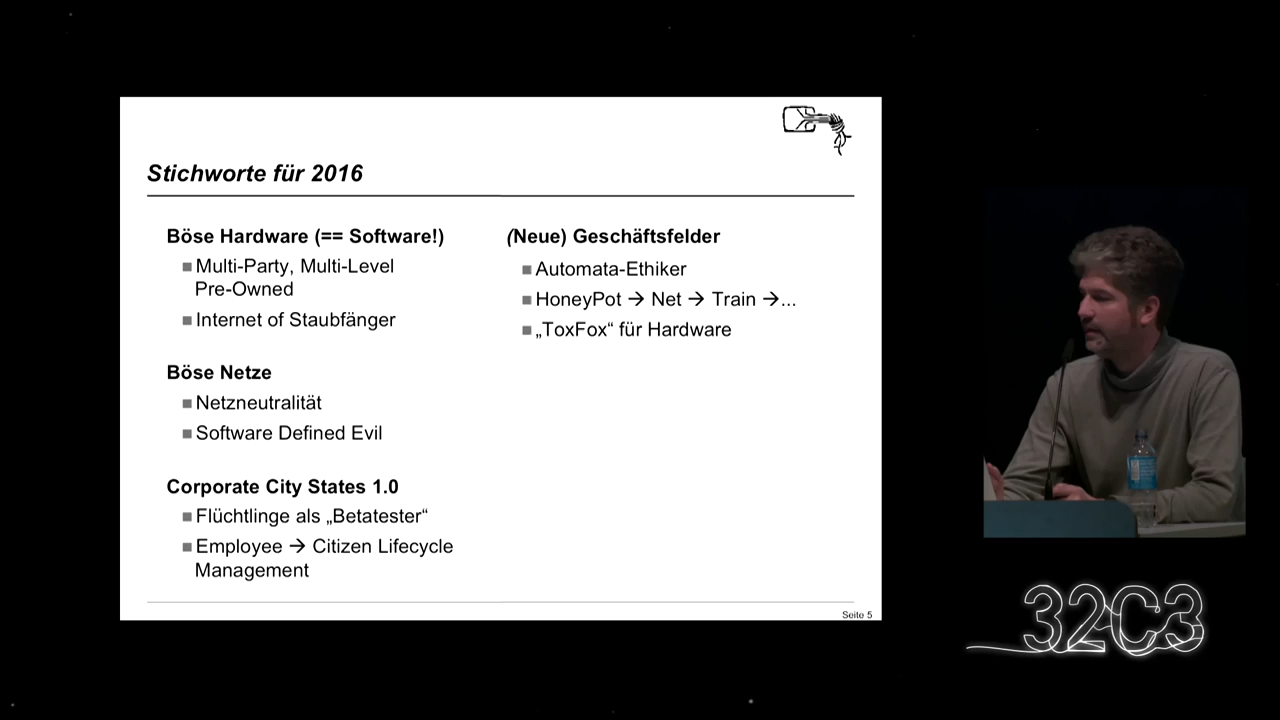 Stichworte für 2016
Böse Hardware (== Software!)
Multi-Party, Multi-Level
Pre-Owned
Internet of Staubfänger
Böse Netze
Netzneutralität
Software Defined Evil
Corporate City States 1.0
Flüchtlinge als „Betatester“
Employee → Citizen Lifecycle
Management
(Neue) Geschäftsfelder
Automata-Ethiker
HoneyPot → Net → Train →...
„ToxFox“ für Hardware
Seite 5
32C3